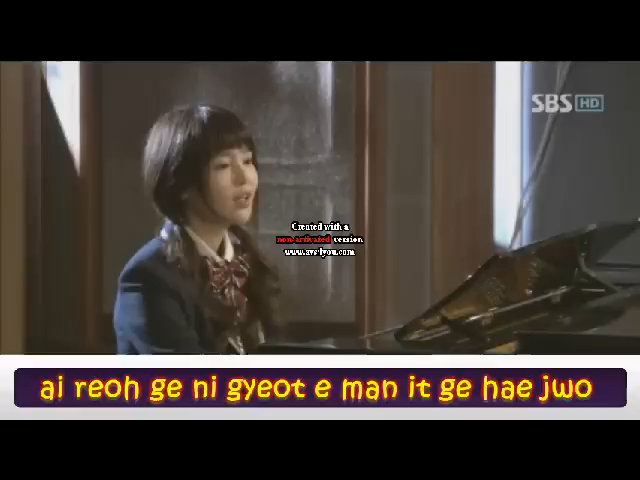 SBS HD
Created with a
non-activated version
www.avs4you.com
ai reoh ge ni gyeot e man it ge hae jwo